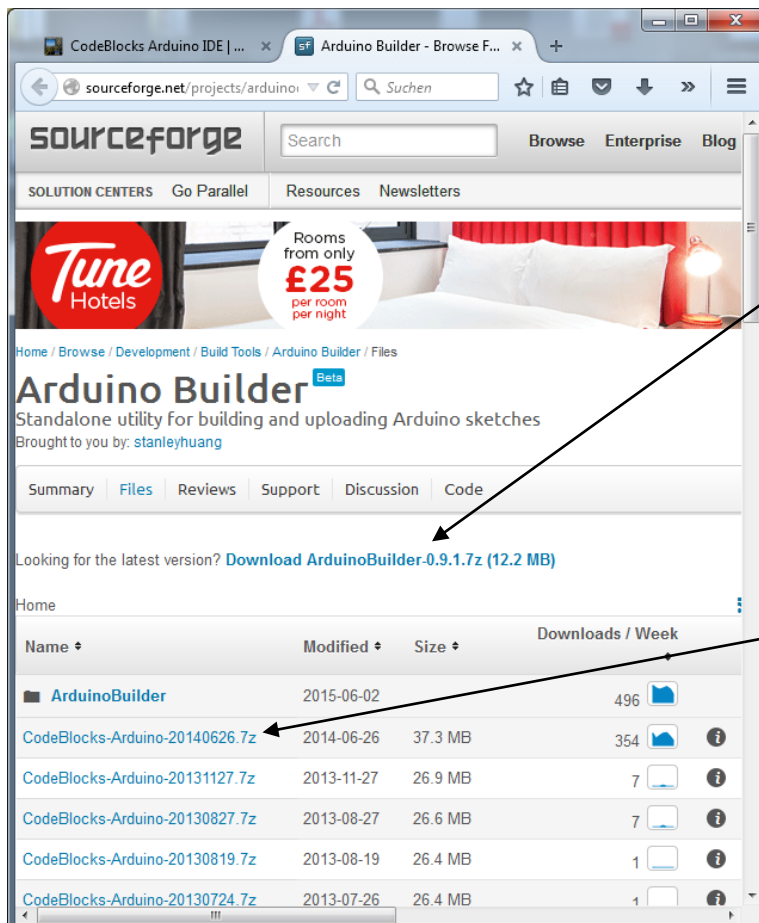 CodeBlocks Arduino IDE | ...
Arduino Builder - Browse F...
sourceforge.net/projects/arduino
Suchen
sourceforge
Search
Browse Enterprise Blog
SOLUTION CENTERS Go Parallel Resources Newsletters
Tune
Hotels
Rooms
from only
£25
per room
per night
Home / Browse / Development / Build Tools / Arduino Builder / Files
Arduino Builder Beta
Standalone utility for building and uploading Arduino sketches
Brought to you by: stanleyhuang
Summary Files Reviews Support Discussion Code
Looking for the latest version? Download ArduinoBuilder-0.9.1.7z (12.2 MB)
Home
Name Modified Size Downloads / Week
ArduinoBuilder 2015-06-02 496
CodeBlocks-Arduino-20140626.7z 2014-06-26 37.3 MB 354
CodeBlocks-Arduino-20131127.7z 2013-11-27 26.9 MB 7
CodeBlocks-Arduino-20130827.7z 2013-08-27 26.6 MB 7
CodeBlocks-Arduino-20130819.7z 2013-08-19 26.4 MB 1
CodeBlocks-Arduino-20130724.7z 2013-07-26 26.4 MB 1